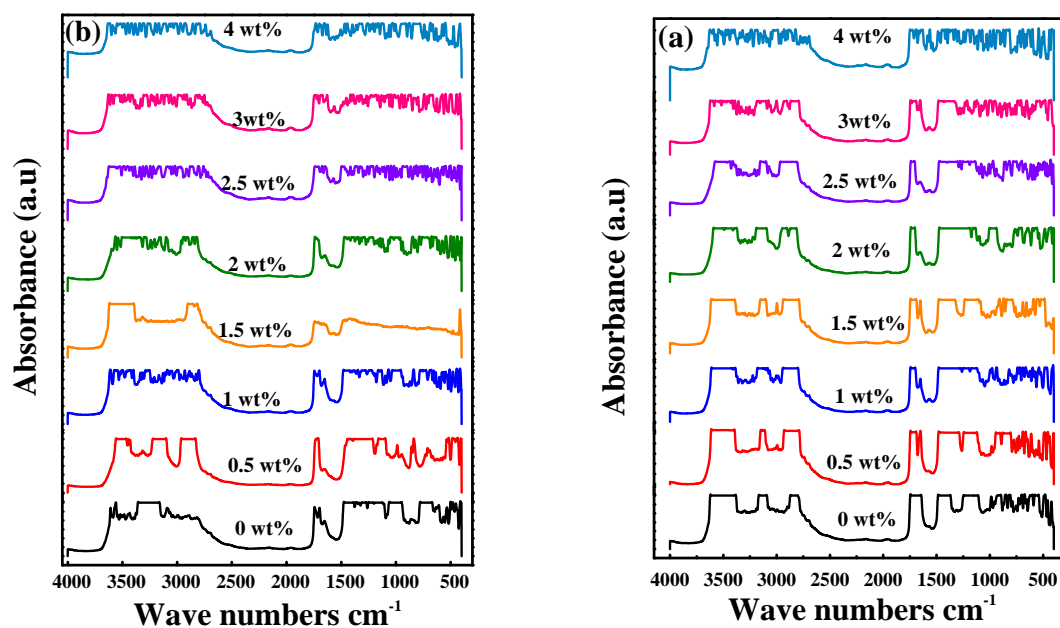 (b)
4 wt%
3wt%
2.5 wt%
2 wt%
1.5 wt%
1 wt%
0.5 wt%
0 wt%
Absorbance (a.u)
4000 3500 3000 2500 2000 1500 1000 500
Wave numbers cm⁻¹
(a)
4 wt%
3wt%
2.5 wt%
2 wt%
1.5 wt%
1 wt%
0.5 wt%
0 wt%
Absorbance (a.u)
4000 3500 3000 2500 2000 1500 1000 500
Wave numbers cm⁻¹